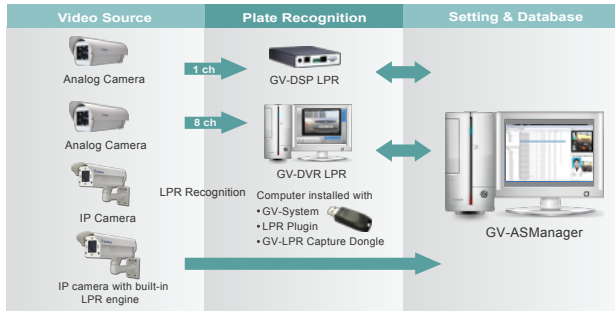 Video Source
Plate Recognition
Setting & Database
1 ch
Analog Camera
GV-DSP LPR
8 ch
Analog Camera
GV-DVR LPR
LPR Recognition
IP Camera
Computer installed with
• GV-System
• LPR Plugin
• GV-LPR Capture Dongle
GV-ASManager
IP camera with built-in
LPR engine